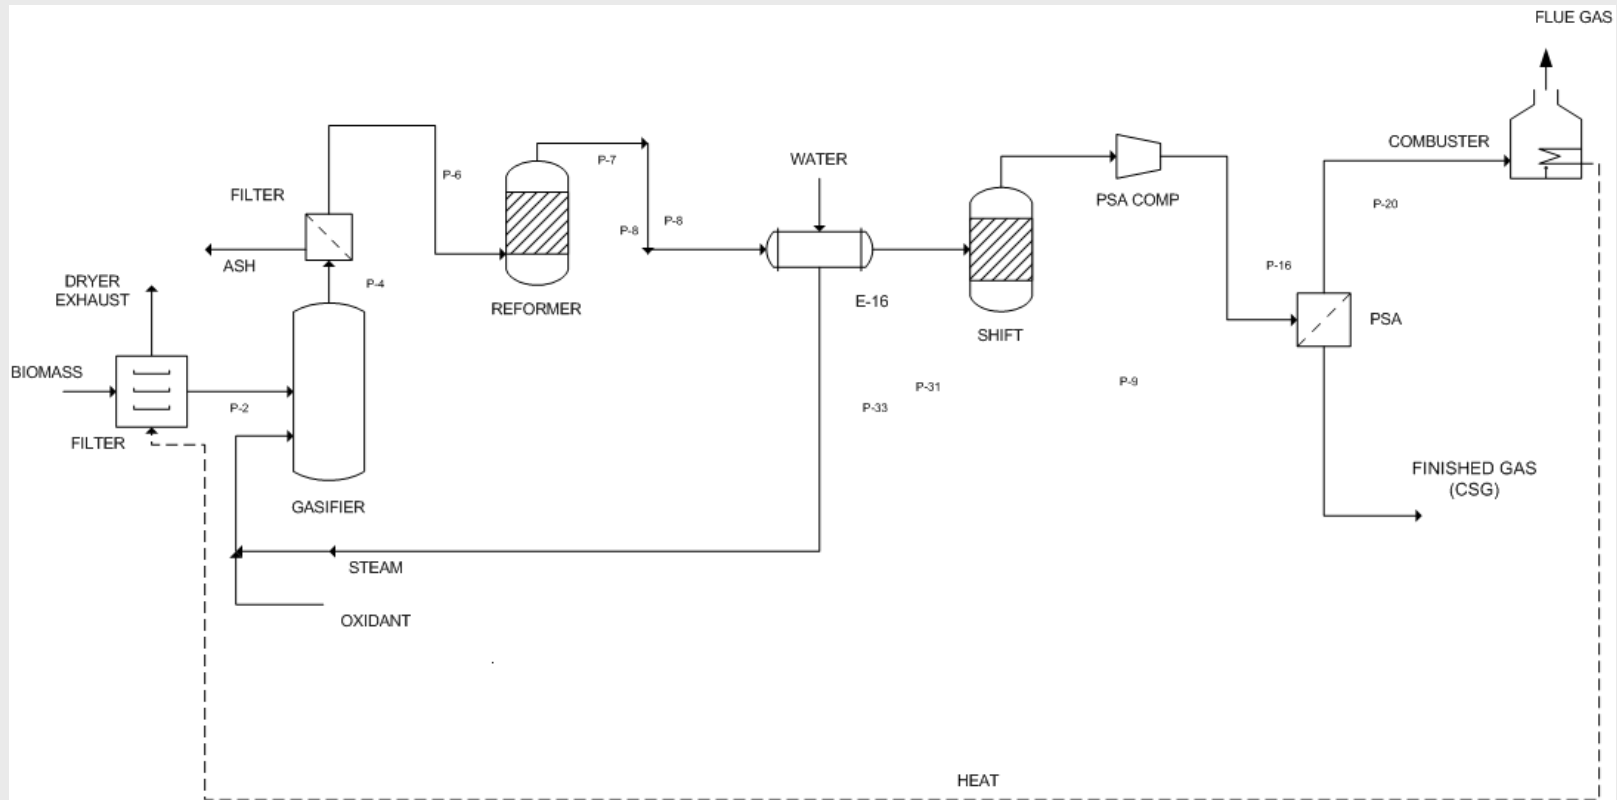 FLUE GAS
COMBUSTER
WATER
P-7
P-6
FILTER
PSA COMP
P-20
P-8
P-8
ASH
P-4
P-16
DRYER
EXHAUST
E-16
REFORMER
SHIFT
PSA
BIOMASS
P-2
P-31
P-9
P-33
FILTER
FINISHED GAS
(CSG)
GASIFIER
STEAM
OXIDANT
HEAT